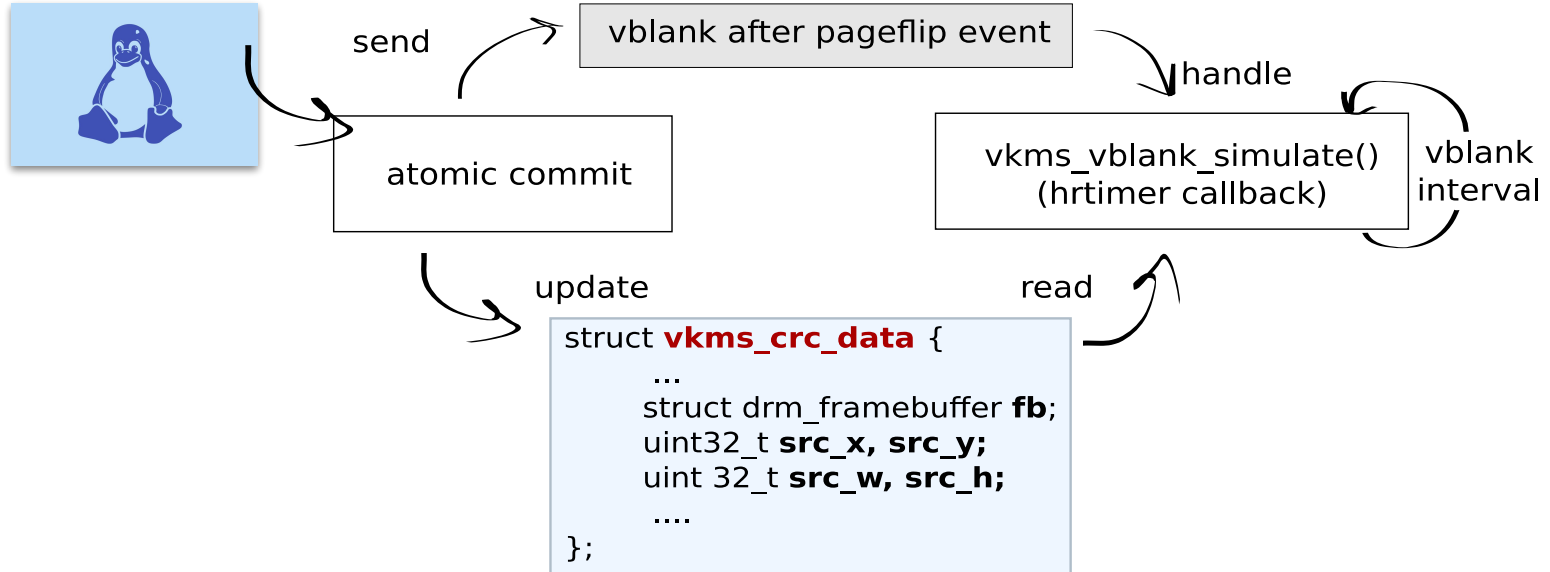 send
vblank after pageflip event
handle
atomic commit
vkms_vblank_simulate()
(hrtimer callback)
vblank
interval
update
read
struct vkms_crc_data {
...
struct drm_framebuffer fb;
uint32_t src_x, src_y;
uint 32_t src_w, src_h;
....
};